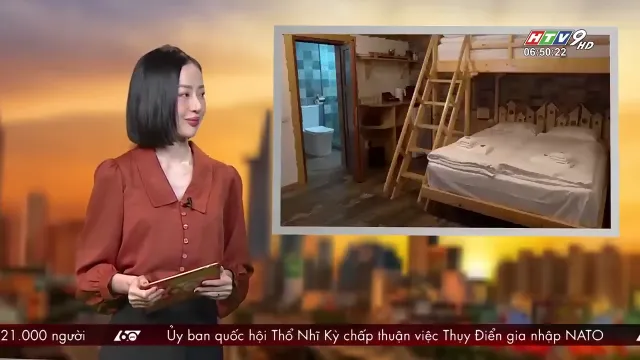 HTV9 HD
06:50:22
21.000 người 60 Ủy ban quốc hội Thổ Nhĩ Kỳ chấp thuận việc Thụy Điển gia nhập NATO